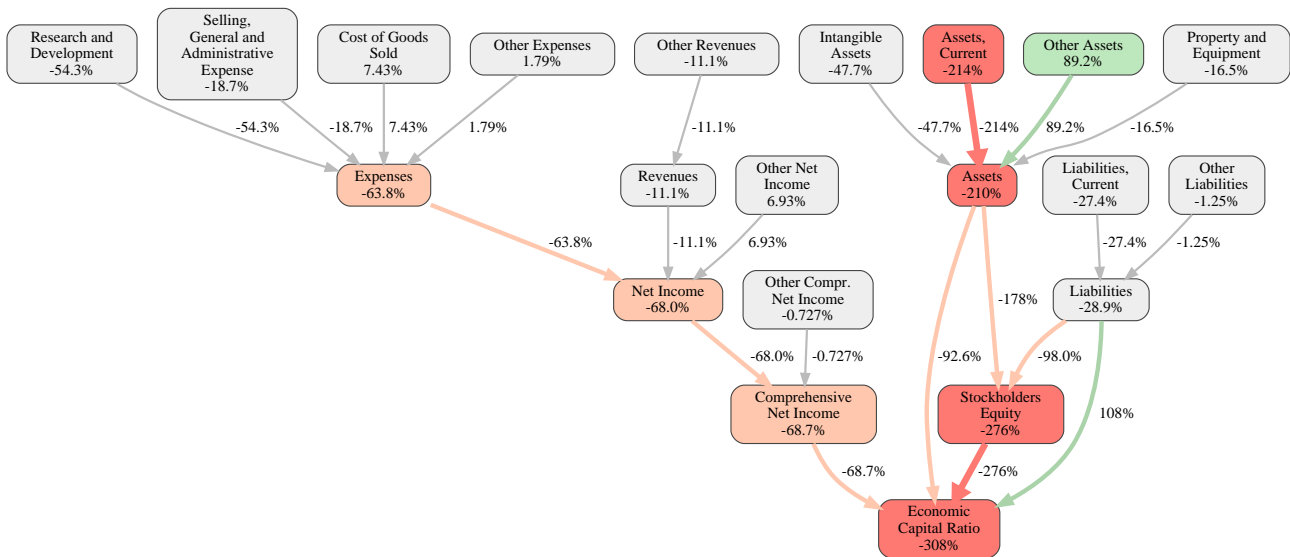 Research and
Development
-54.3%
Selling,
General and
Administrative
Expense
-18.7%
Cost of Goods
Sold
7.43%
Other Expenses
1.79%
Other Revenues
-11.1%
Intangible
Assets
-47.7%
Assets,
Current
-214%
Other Assets
89.2%
Property and
Equipment
-16.5%
-54.3%
-18.7%
7.43%
1.79%
-11.1%
-47.7%
-214%
89.2%
-16.5%
Expenses
-63.8%
Revenues
-11.1%
Other Net
Income
6.93%
Assets
-210%
Liabilities,
Current
-27.4%
Other
Liabilities
-1.25%
-63.8%
-11.1%
6.93%
-27.4%
-1.25%
Net Income
-68.0%
Other Compr.
Net Income
-0.727%
-178%
Liabilities
-28.9%
-68.0%
-0.727%
-92.6%
-98.0%
Comprehensive
Net Income
-68.7%
Stockholders
Equity
-276%
108%
-68.7%
-276%
Economic
Capital Ratio
-308%